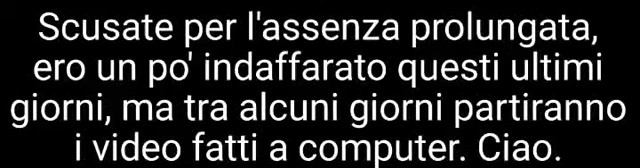 Scusate per l'assenza prolungata,
ero un po' indaffarato questi ultimi
giorni, ma tra alcuni giorni partiranno
i video fatti a computer. Ciao.